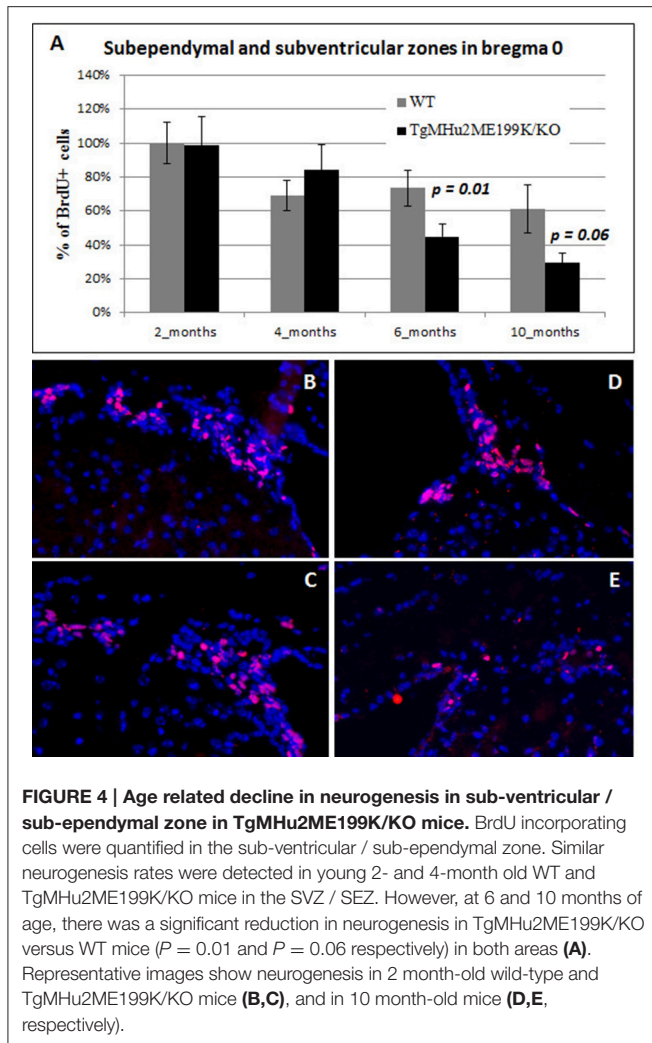 A
Subependymal and subventricular zones in bregma 0
140%
120%
100%
80%
60%
40%
20%
0%
% of BrdU+ cells
WT
TgMHu2ME199K/KO
p = 0.01
p = 0.06
2_months
4_months
6_months
10_months
B
D
C
E
FIGURE 4 | Age related decline in neurogenesis in sub-ventricular /
sub-ependymal zone in TgMHu2ME199K/KO mice. BrdU incorporating
cells were quantified in the sub-ventricular / sub-ependymal zone. Similar
neurogenesis rates were detected in young 2- and 4-month old WT and
TgMHu2ME199K/KO mice in the SVZ / SEZ. However, at 6 and 10 months of
age, there was a significant reduction in neurogenesis in TgMHu2ME199K/KO
versus WT mice (P = 0.01 and P = 0.06 respectively) in both areas (A).
Representative images show neurogenesis in 2 month-old wild-type and
TgMHu2ME199K/KO mice (B,C), and in 10 month-old mice (D,E,
respectively).